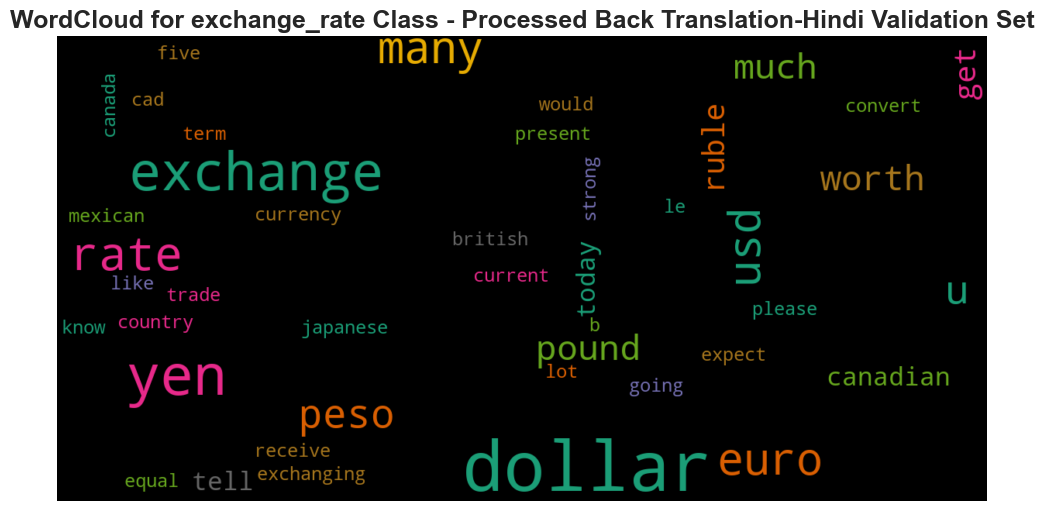 WordCloud for exchange_rate Class - Processed Back Translation-Hindi Validation Set
many
five
much
get
canada
cad
would
convert
term
present
ruble
exchange
strong
worth
le
mexican
currency
usd
rate
british
today
like
current
u
trade
please
know
country
japanese
b
pound
expect
yen
lot
going
canadian
peso
dollar
euro
receive
equal
tell
exchanging